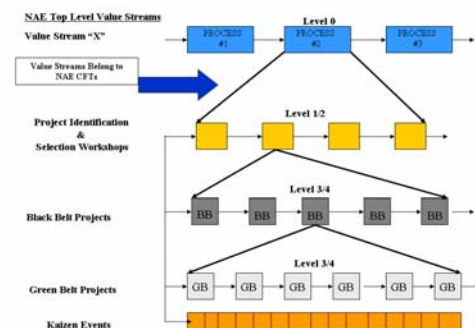 NAE Top Level Value Streams
Level 0
Value Stream “X”
PROCESS
#1
PROCESS
#2
PROCESS
#3
Value Streams Belong to
NAE CFTs
Level 1/2
Project Identification
&
Selection Workshops
Level 3/4
Black Belt Projects
BB
BB
BB
BB
BB
Level 3/4
Green Belt Projects
GB
GB
GB
GB
GB
GB
Kaizen Events